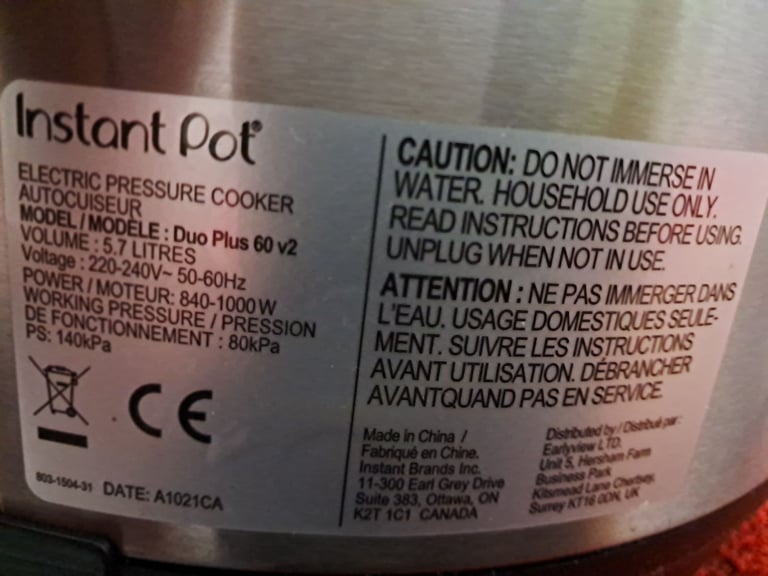 Instant Pot®
ELECTRIC PRESSURE COOKER
AUTOCUISEUR
MODEL / MODÈLE : Duo Plus 60 v2
VOLUME : 5.7 LITRES
Voltage : 220-240V~ 50-60Hz
POWER / MOTEUR: 840-1000W
WORKING PRESSURE / PRESSION
DE FONCTIONNEMENT : 80kPa
PS: 140kPa
CE
803-1504-31 DATE: A1021CA
CAUTION: DO NOT IMMERSE IN
WATER. HOUSEHOLD USE ONLY.
READ INSTRUCTIONS BEFORE USING.
UNPLUG WHEN NOT IN USE.
ATTENTION : NE PAS IMMERGER DANS
L'EAU. USAGE DOMESTIQUES SEULE-
MENT. SUIVRE LES INSTRUCTIONS
AVANT UTILISATION. DÉBRANCHER
AVANTQUAND PAS EN SERVICE.
Made in China /
Fabriqué en Chine.
Instant Brands Inc.
11-300 Earl Grey Drive
Suite 383, Ottawa, ON
K2T 1C1 CANADA
Distributed by / Distribué par :
Earlyview LTD.
Unit 5, Hersham Farm
Business Park
Kitsmead Lane Chertsey,
Surrey KT16 0DN, UK